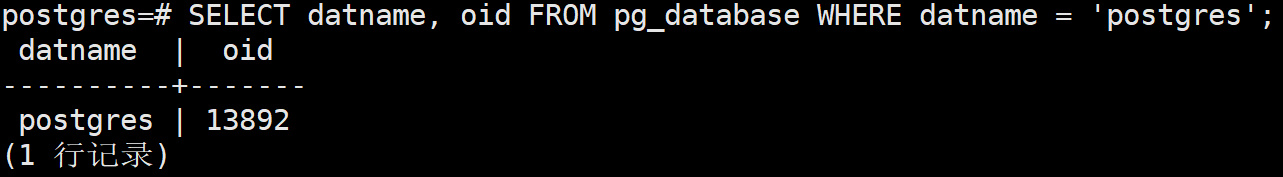 postgres=# SELECT datname, oid FROM pg_database WHERE datname = 'postgres';
 datname  |  oid
----------+-------
 postgres | 13892
(1 行记录)